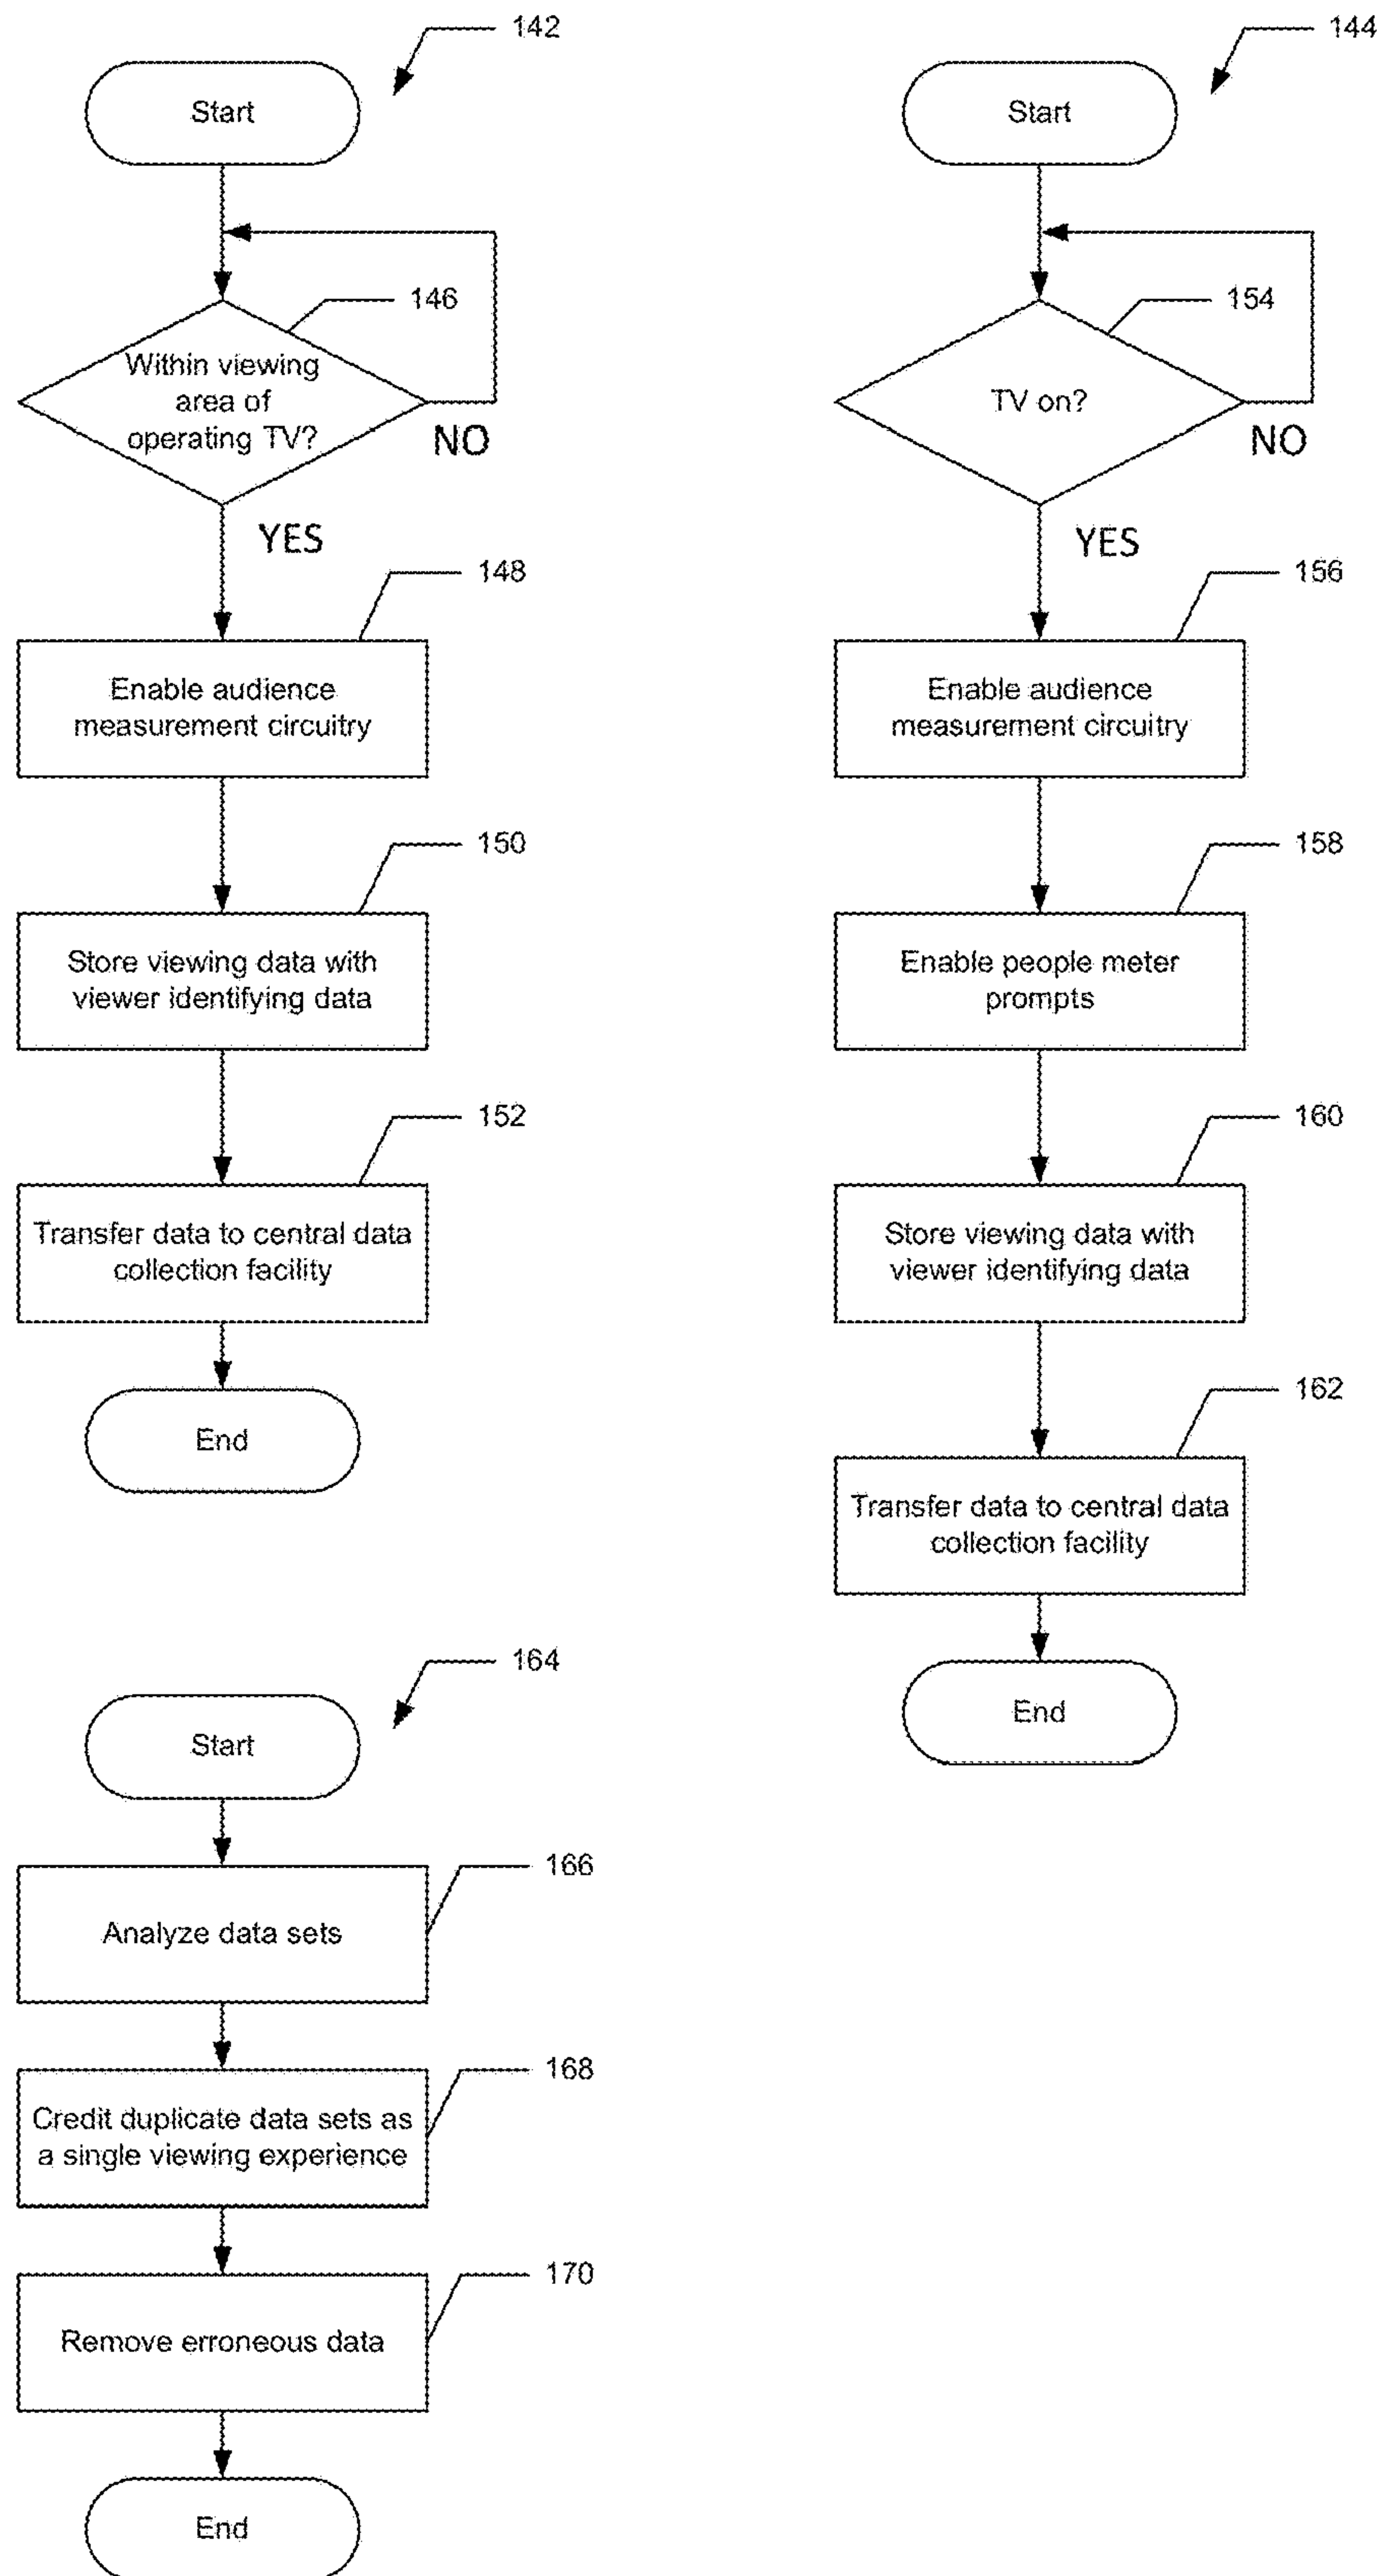 142
Start
146
Within viewing
area of
operating TV?
NO
YES
148
Enable audience
measurement circuitry
150
Store viewing data with
viewer identifying data
152
Transfer data to central data
collection facility
End
144
Start
154
TV on?
NO
YES
156
Enable audience
measurement circuitry
158
Enable people meter
prompts
160
Store viewing data with
viewer identifying data
162
Transfer data to central data
collection facility
End
164
Start
166
Analyze data sets
168
Credit duplicate data sets as
a single viewing experience
170
Remove erroneous data
End